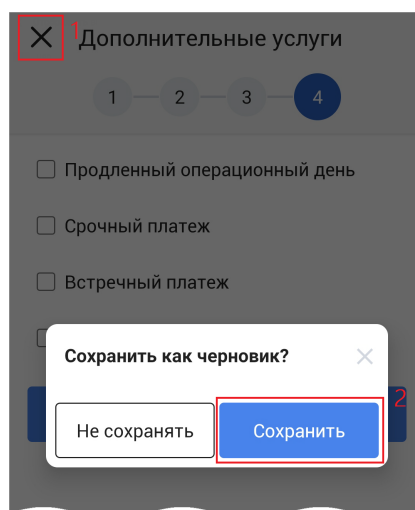 1
Дополнительные услуги
1 2 3 4
Продленный операционный день
Срочный платеж
Встречный платеж
Сохранить как черновик?
2
Не сохранять Сохранить